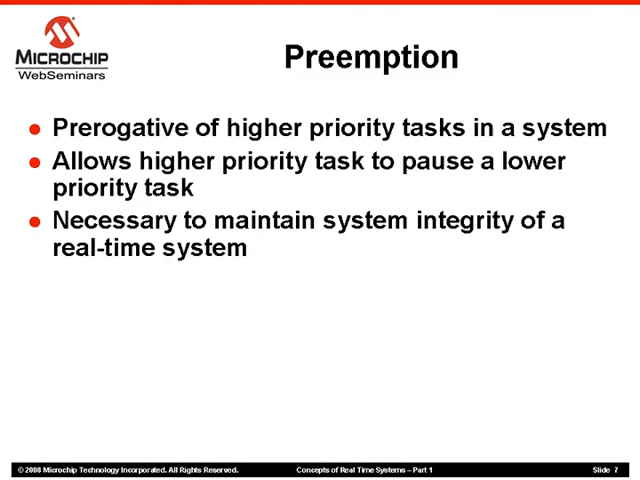 MICROCHIP
WebSeminars
Preemption
● Prerogative of higher priority tasks in a system
● Allows higher priority task to pause a lower
priority task
● Necessary to maintain system integrity of a
real-time system
© 2008 Microchip Technology Incorporated. All Rights Reserved. Concepts of Real Time Systems – Part 1 Slide 7